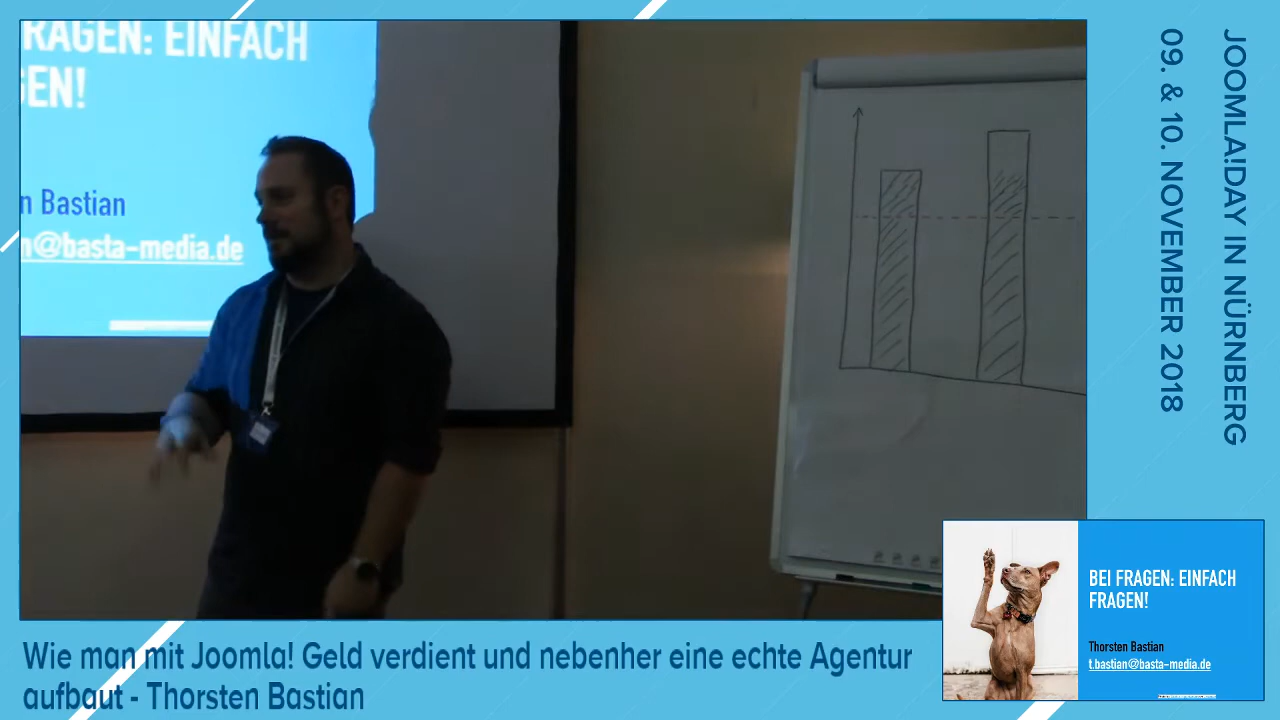 RAGEN: EINFACH
EN!
n Bastian
n@basta-media.de
JOOMLA!DAY IN NÜRNBERG
09. & 10. NOVEMBER 2018
BEI FRAGEN: EINFACH
FRAGEN!
Thorsten Bastian
t.bastian@basta-media.de
Wie man mit Joomla! Geld verdient und nebenher eine echte Agentur
aufbaut - Thorsten Bastian